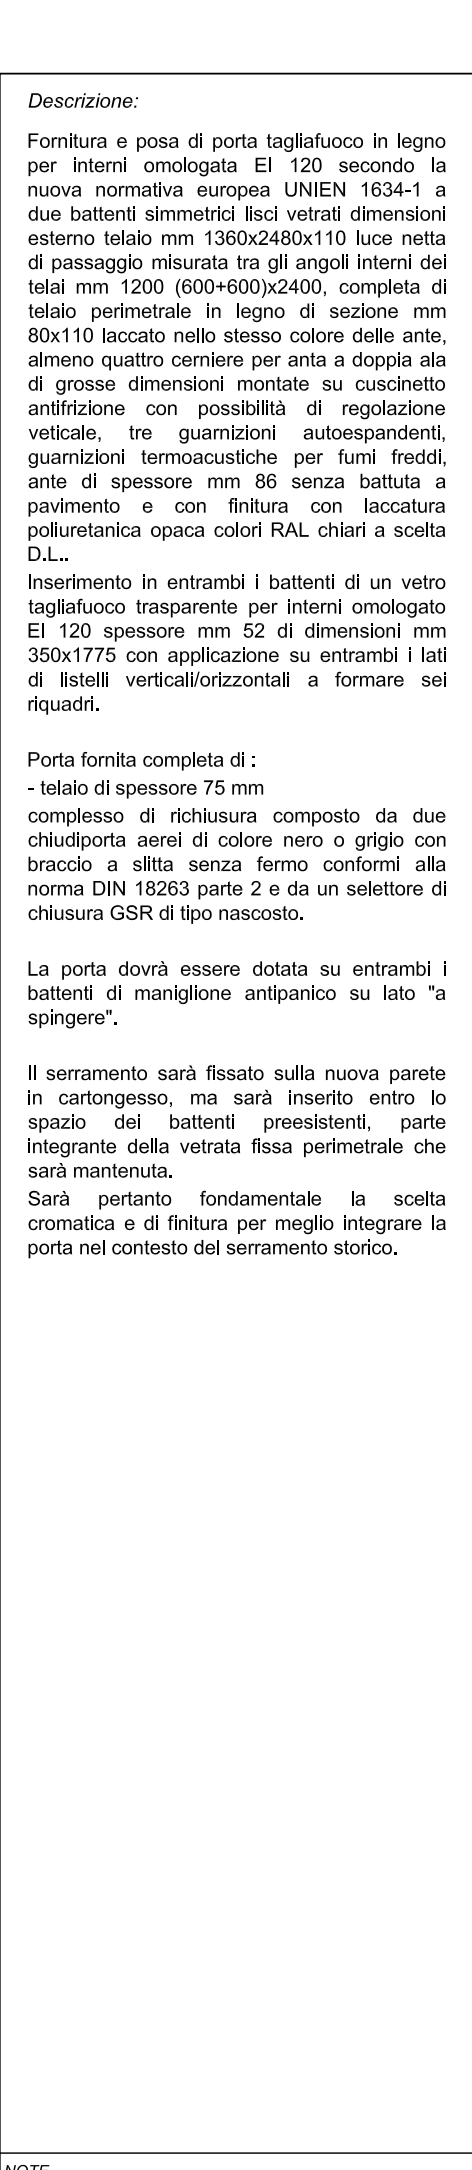 Descrizione:
Fornitura e posa di porta tagliafuoco in legno
per interni omologata EI 120 secondo la
nuova normativa europea UNIEN 1634-1 a
due battenti simmetrici lisci vetrati dimensioni
esterno telaio mm 1360x2480x110 luce netta
di passaggio misurata tra gli angoli interni dei
telai mm 1200 (600+600)x2400, completa di
telaio perimetrale in legno di sezione mm
80x110 laccato nello stesso colore delle ante,
almeno quattro cerniere per anta a doppia ala
di grosse dimensioni montate su cuscinetto
antifrizione con possibilità di regolazione
veticale, tre guarnizioni autoespandenti,
guarnizioni termoacustiche per fumi freddi,
ante di spessore mm 86 senza battuta a
pavimento e con finitura con laccatura
poliuretanica opaca colori RAL chiari a scelta
D.L..
Inserimento in entrambi i battenti di un vetro
tagliafuoco trasparente per interni omologato
EI 120 spessore mm 52 di dimensioni mm
350x1775 con applicazione su entrambi i lati
di listelli verticali/orizzontali a formare sei
riquadri.
Porta fornita completa di :
- telaio di spessore 75 mm
complesso di richiusura composto da due
chiudiporta aerei di colore nero o grigio con
braccio a slitta senza fermo conformi alla
norma DIN 18263 parte 2 e da un selettore di
chiusura GSR di tipo nascosto.
La porta dovrà essere dotata su entrambi i
battenti di maniglione antipanico su lato "a
spingere".
Il serramento sarà fissato sulla nuova parete
in cartongesso, ma sarà inserito entro lo
spazio dei battenti preesistenti, parte
integrante della vetrata fissa perimetrale che
sarà mantenuta.
Sarà pertanto fondamentale la scelta
cromatica e di finitura per meglio integrare la
porta nel contesto del serramento storico.
NOTE